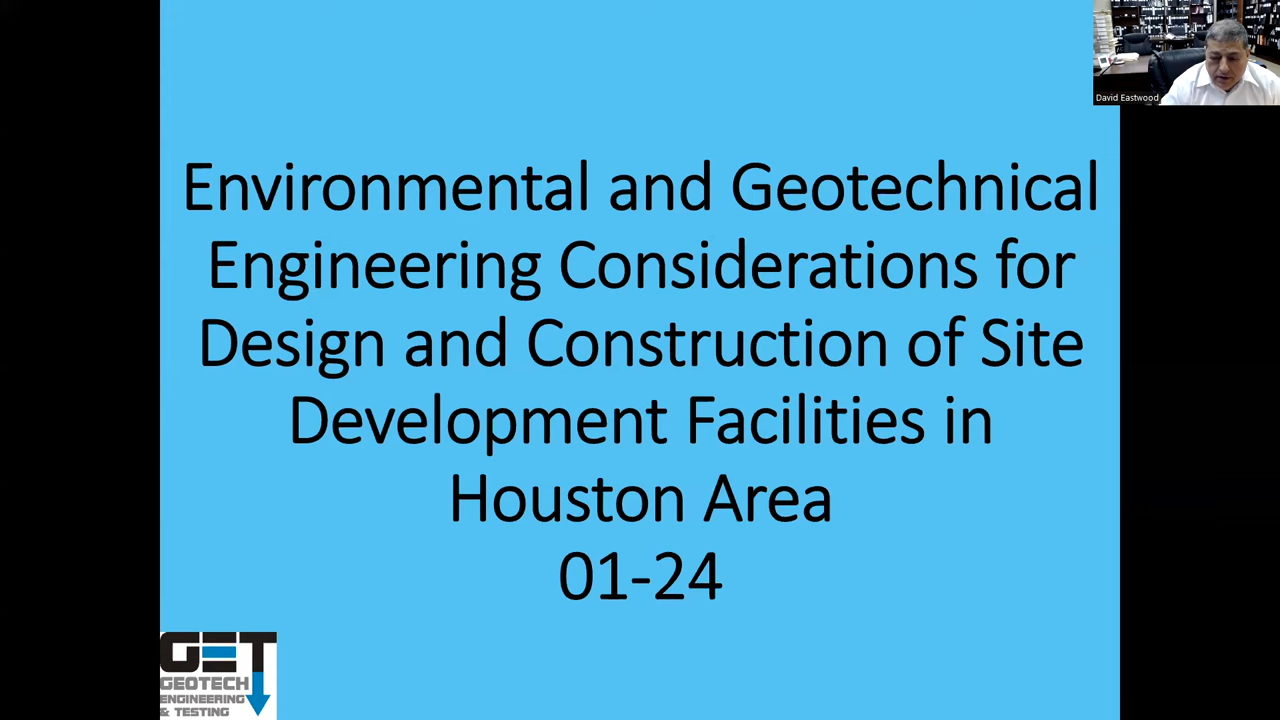 David Eastwood
Environmental and Geotechnical
Engineering Considerations for
Design and Construction of Site
Development Facilities in
Houston Area
01-24
GET
GEOTECH
ENGINEERING
& TESTING